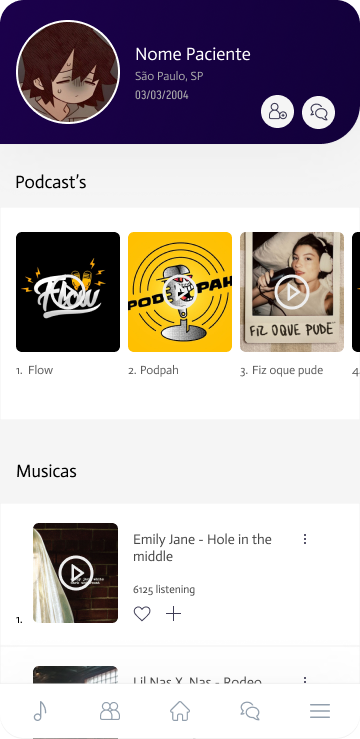 Nome Paciente
São Paulo, SP
03/03/2004
Podcast's
Flow
PODPAH
FIZ OQUE PUDE
1. Flow
2. Podpah
3. Fiz oque pude
4.
Musicas
Emily Jane - Hole in the
middle
6125 listening
1.
Lil Nas X, Nas - Rodeo